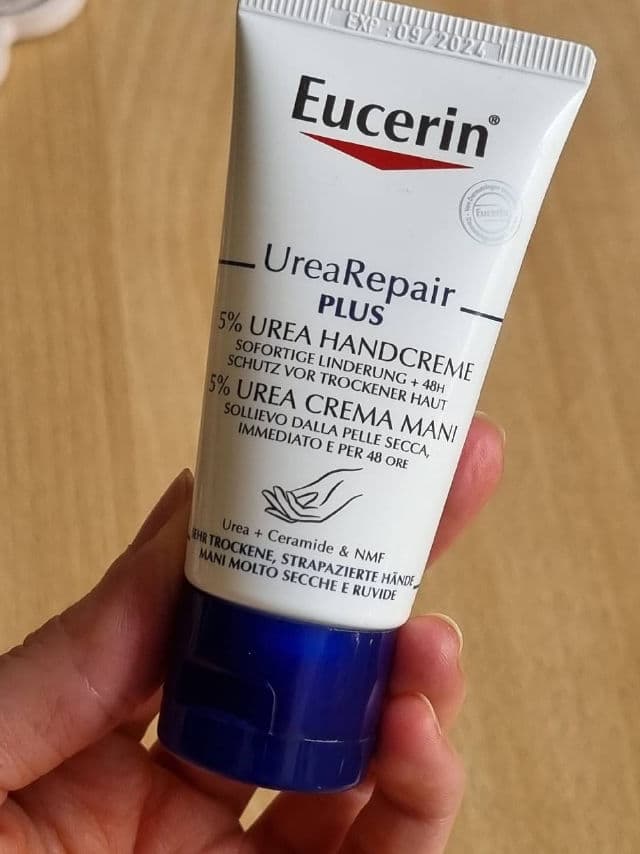 EXP : 09/2024
Eucerin®
Eucerin
UreaRepair
PLUS
5% UREA HANDCREME
SOFORTIGE LINDERUNG + 48H
SCHUTZ VOR TROCKENER HAUT
5% UREA CREMA MANI
SOLLIEVO DALLA PELLE SECCA,
IMMEDIATO E PER 48 ORE
Urea + Ceramide & NMF
SEHR TROCKENE, STRAPAZIERTE HÄNDE
MANI MOLTO SECCHE E RUVIDE